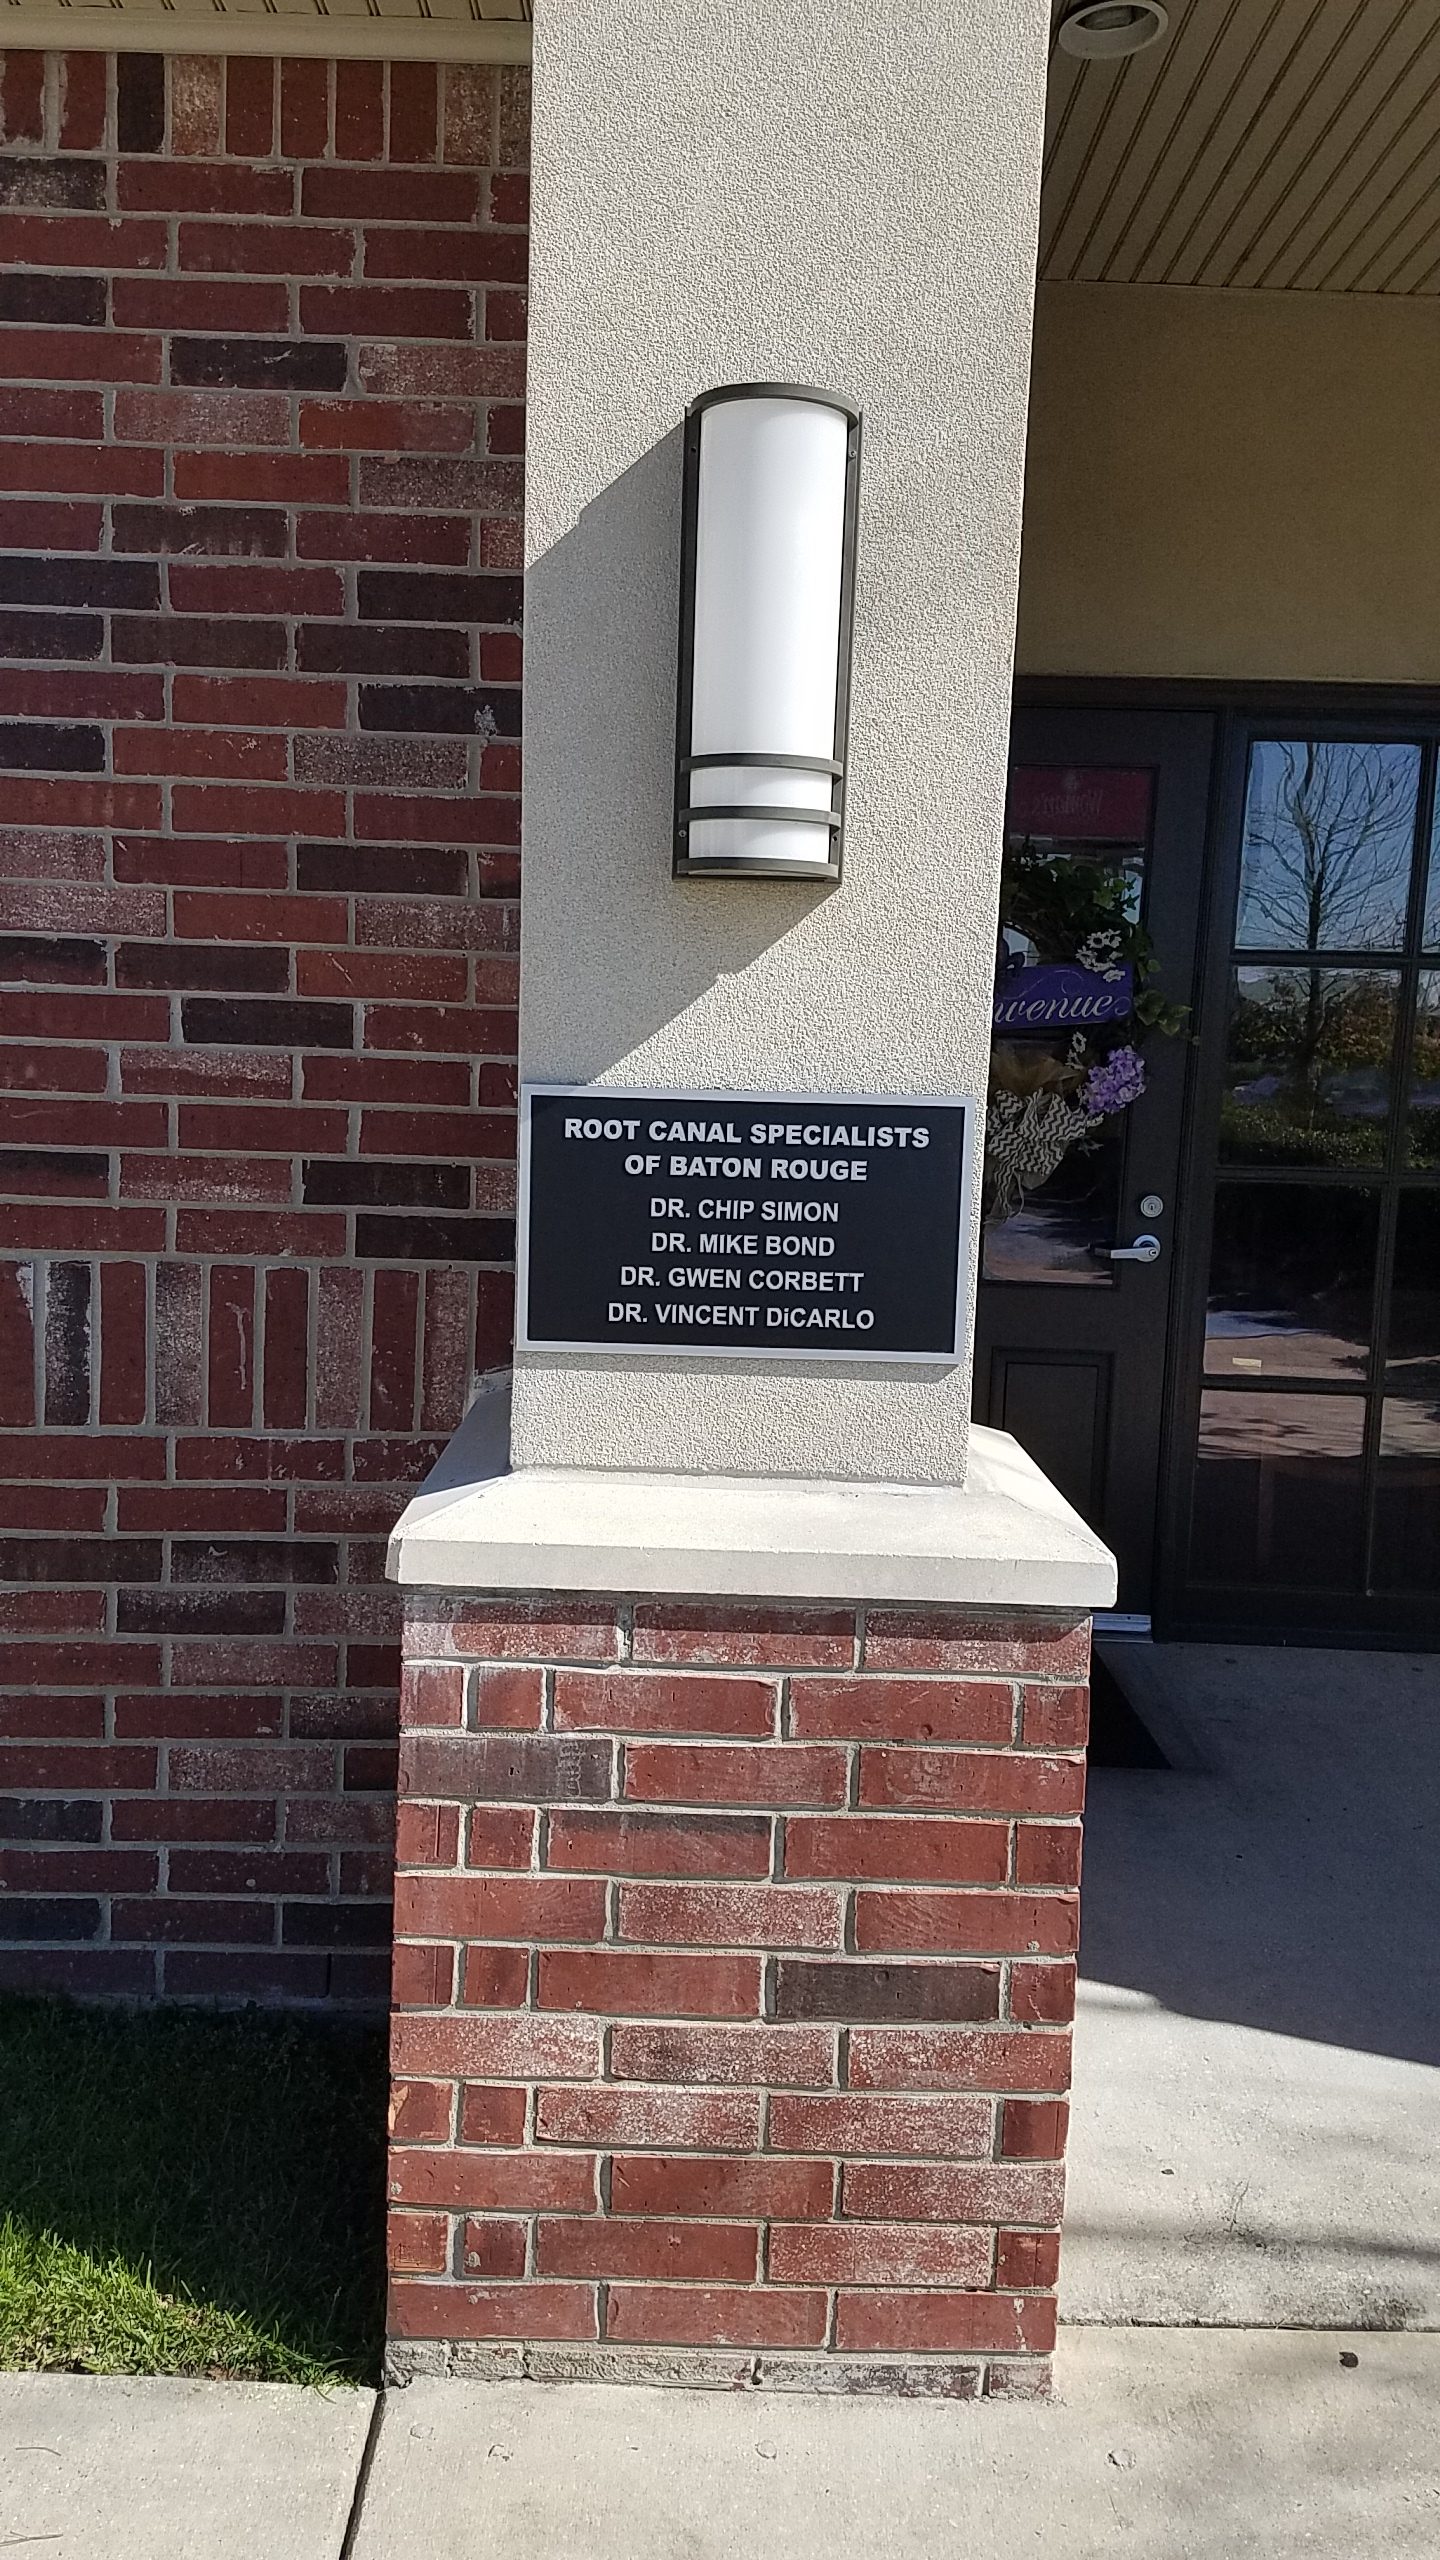 ROOT CANAL SPECIALISTS
OF BATON ROUGE
DR. CHIP SIMON
DR. MIKE BOND
DR. GWEN CORBETT
DR. VINCENT DiCARLO